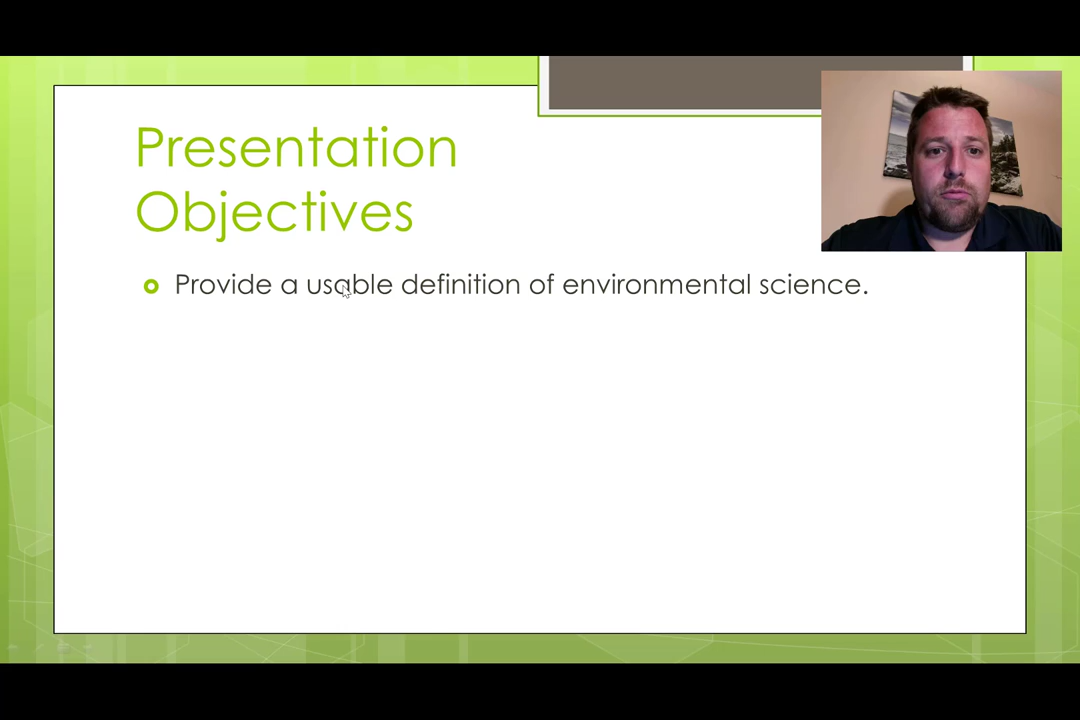 Presentation
Objectives
Provide a usable definition of environmental science.